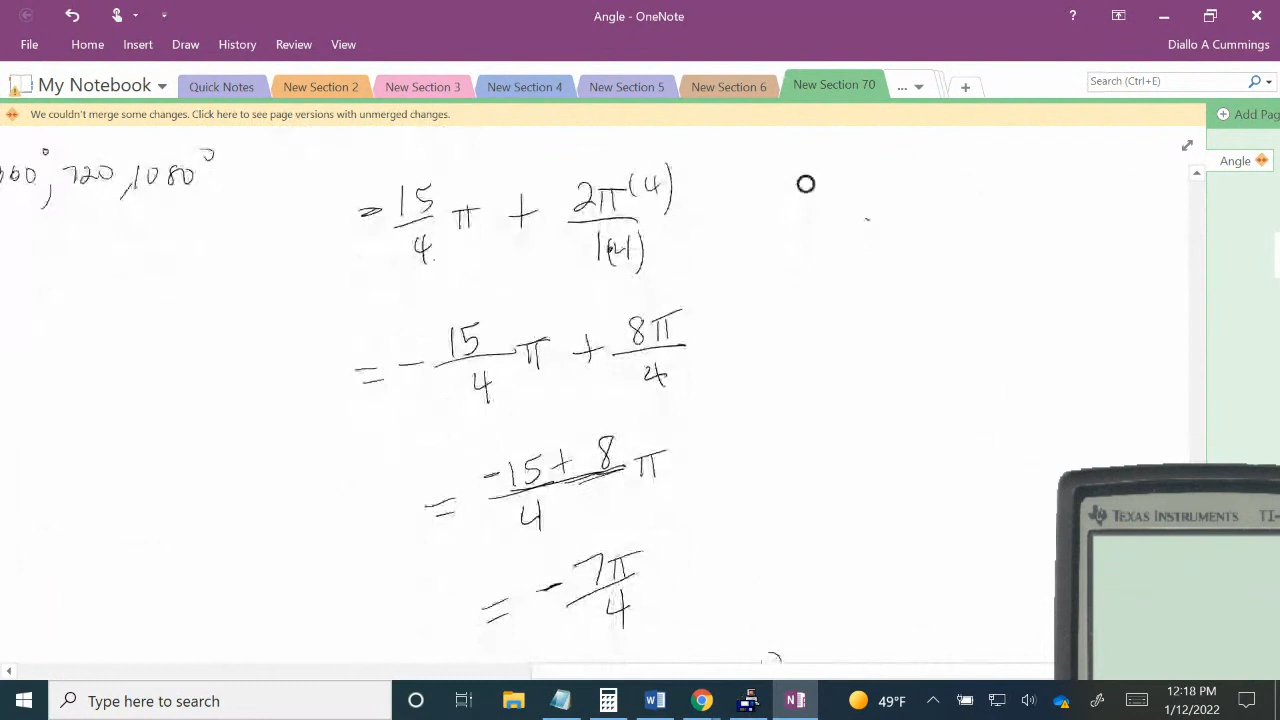 Angle - OneNote
?
File Home Insert Draw History Review View
Diallo A Cummings
My Notebook
Quick Notes
New Section 2
New Section 3
New Section 4
New Section 5
New Section 6
New Section 70
...
Search (Ctrl+E)
We couldn't merge some changes. Click here to see page versions with unmerged changes.
Add Pag
Angle
60°, 720, 1080°
-15/4 π + 2π(4)/1(4)
= -15/4 π + 8π/4
= -15+8/4 π
= -7π/4
TEXAS INSTRUMENTS TI-
Type here to search
49°F
12:18 PM
1/12/2022